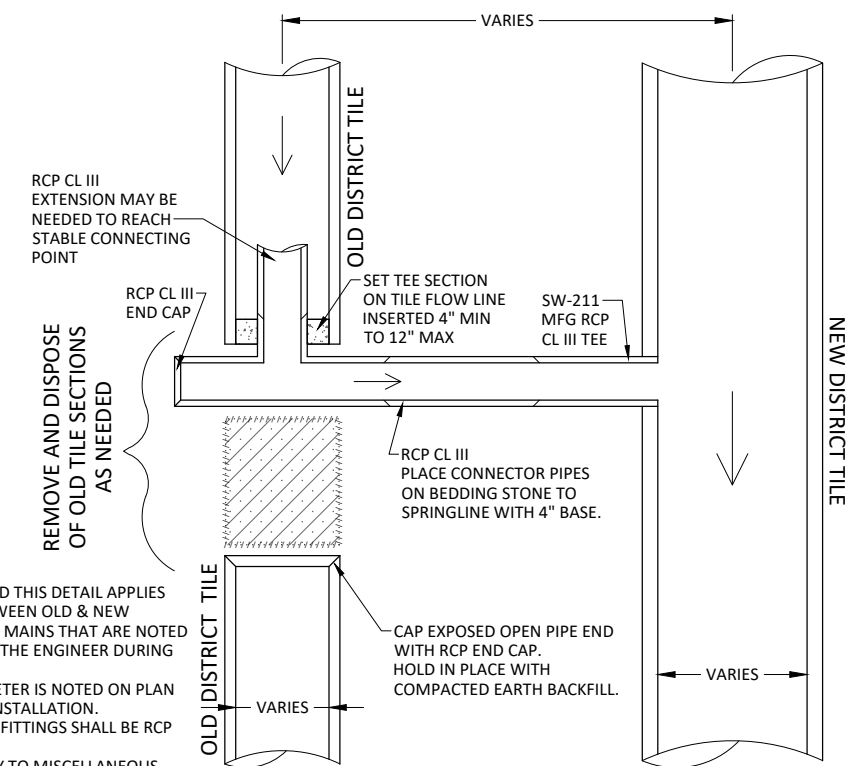 VARIES
RCP CL III
EXTENSION MAY BE
NEEDED TO REACH
STABLE CONNECTING
POINT
OLD DISTRICT TILE
RCP CL III
END CAP
SET TEE SECTION
ON TILE FLOW LINE
INSERTED 4" MIN
TO 12" MAX
SW-211
MFG RCP
CL III TEE
NEW DISTRICT TILE
REMOVE AND DISPOSE
OF OLD TILE SECTIONS
AS NEEDED
RCP CL III
PLACE CONNECTOR PIPES
ON BEDDING STONE TO
SPRINGLINE WITH 4" BASE.
OLD DISTRICT TILE
CAP EXPOSED OPEN PIPE END
WITH RCP END CAP.
HOLD IN PLACE WITH
COMPACTED EARTH BACKFILL.
VARIES
VARIES
THIS DETAIL APPLIES
OLD & NEW
MAINS THAT ARE NOTED
THE ENGINEER DURING
IS NOTED ON PLAN
FITTINGS SHALL BE RCP
TO MISCELLANEOUS